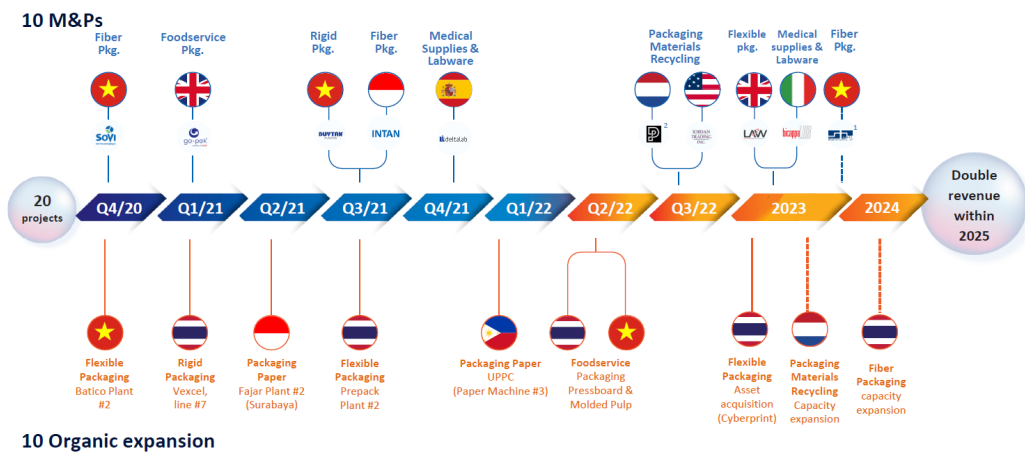 10 M&Ps
Fiber
Pkg.
Foodservice
Pkg.
Rigid
Pkg.
Fiber
Pkg.
Medical
Supplies &
Labware
Packaging
Materials
Recycling
Flexible
pkg.
Medical
supplies &
Labware
Fiber
Pkg.
SOVI
go-pak
DUYTAN
INTAN
deltalab
2
JORDAN
TRADING
INC.
LAW
bicappa
1
20
projects
Q4/20
Q1/21
Q2/21
Q3/21
Q4/21
Q1/22
Q2/22
Q3/22
2023
2024
Double
revenue
within
2025
Flexible
Packaging
Batico Plant
#2
Rigid
Packaging
Vexcel,
line #7
Packaging
Paper
Fajar Plant #2
(Surabaya)
Flexible
Packaging
Prepack
Plant #2
Packaging Paper
UPPC
(Paper Machine #3)
Foodservice
Packaging
Pressboard &
Molded Pulp
Flexible
Packaging
Asset
acquisition
(Cyberprint)
Packaging
Materials
Recycling
Capacity
expansion
Fiber
Packaging
capacity
expansion
10 Organic expansion